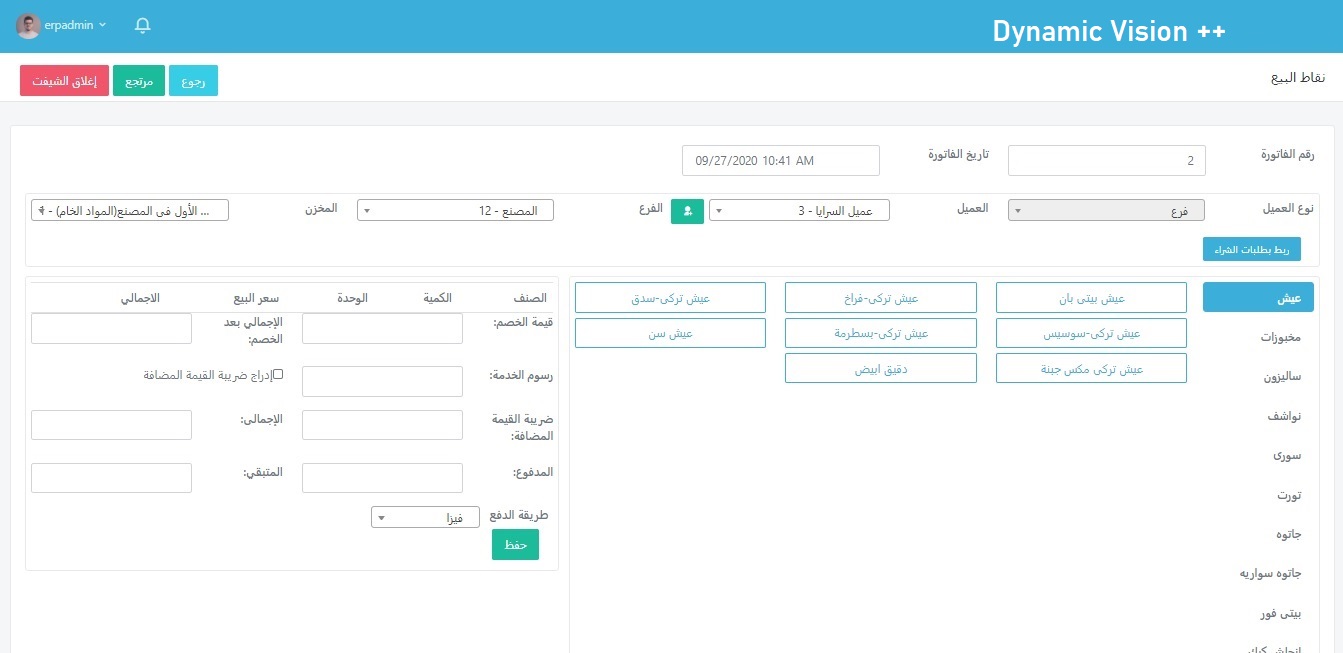 erpadmin
Dynamic Vision ++
نقاط البيع
رجوع
مرتجع
إغلاق الشيفت
رقم الفاتورة
2
تاريخ الفاتورة
09/27/2020 10:41 AM
نوع العميل
فرع
العميل
عميل السرايا - 3
الفرع
المصنع - 12
المخزن
... الأول فى المصنع(المواد الخام) -
ربط بطلبات الشراء
عيش
مخبوزات
ساليزون
نواشف
سورى
تورت
جاتوه
جاتوه سواريه
بيتى فور
عيش بيتى بان
عيش تركى-فراخ
عيش تركى-سدق
عيش تركى-سوسيس
عيش تركى-بسطرمة
عيش سن
عيش تركى مكس جبنة
دقيق ابيض
الصنف
الكمية
الوحدة
سعر البيع
الاجمالي
قيمة الخصم:
الإجمالي بعد
الخصم:
رسوم الخدمة:
إدراج ضريبة القيمة المضافة
ضريبة القيمة
المضافة:
الإجمالى:
المدفوع:
المتبقي:
طريقة الدفع
فيزا
حفظ